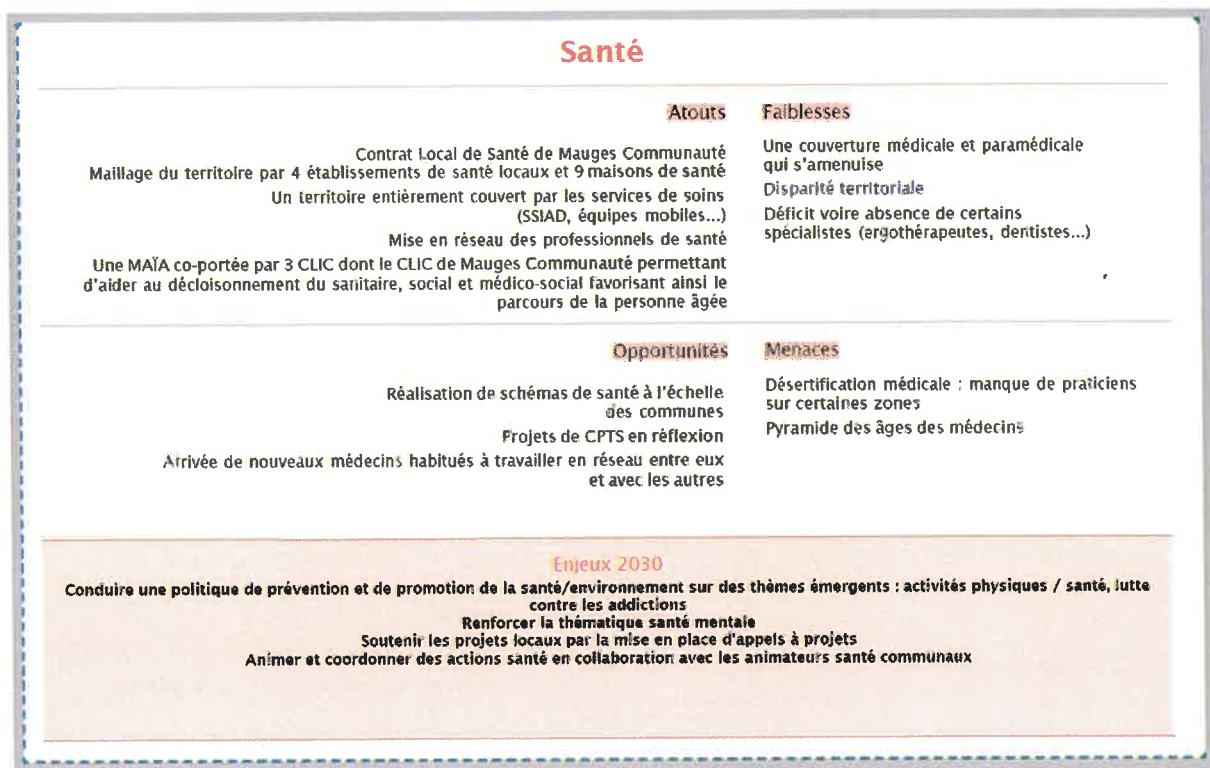 Santé
Atouts
Contrat Local de Santé de Mauges Communauté
Maillage du territoire par 4 établissements de santé locaux et 9 maisons de santé
Un territoire entièrement couvert par les services de soins
(SSIAD, équipes mobiles...)
Mise en réseau des professionnels de santé
Une MAÏA co-portée par 3 CLIC dont le CLIC de Mauges Communauté permettant
d'aider au décloisonnement du sanitaire, social et médico-social favorisant ainsi le
parcours de la personne âgée
Faiblesses
Une couverture médicale et paramédicale
qui s'amenuise
Disparité territoriale
Déficit voire absence de certains
spécialistes (ergothérapeutes, dentistes...)
Opportunités
Réalisation de schémas de santé à l'échelle
des communes
Projets de CPTS en réflexion
Arrivée de nouveaux médecins habitués à travailler en réseau entre eux
et avec les autres
Menaces
Désertification médicale : manque de praticiens
sur certaines zones
Pyramide des âges des médecins
Enjeux 2030
Conduire une politique de prévention et de promotion de la santé/environnement sur des thèmes émergents : activités physiques / santé, lutte
contre les addictions
Renforcer la thématique santé mentale
Soutenir les projets locaux par la mise en place d'appels à projets
Animer et coordonner des actions santé en collaboration avec les animateurs santé communaux